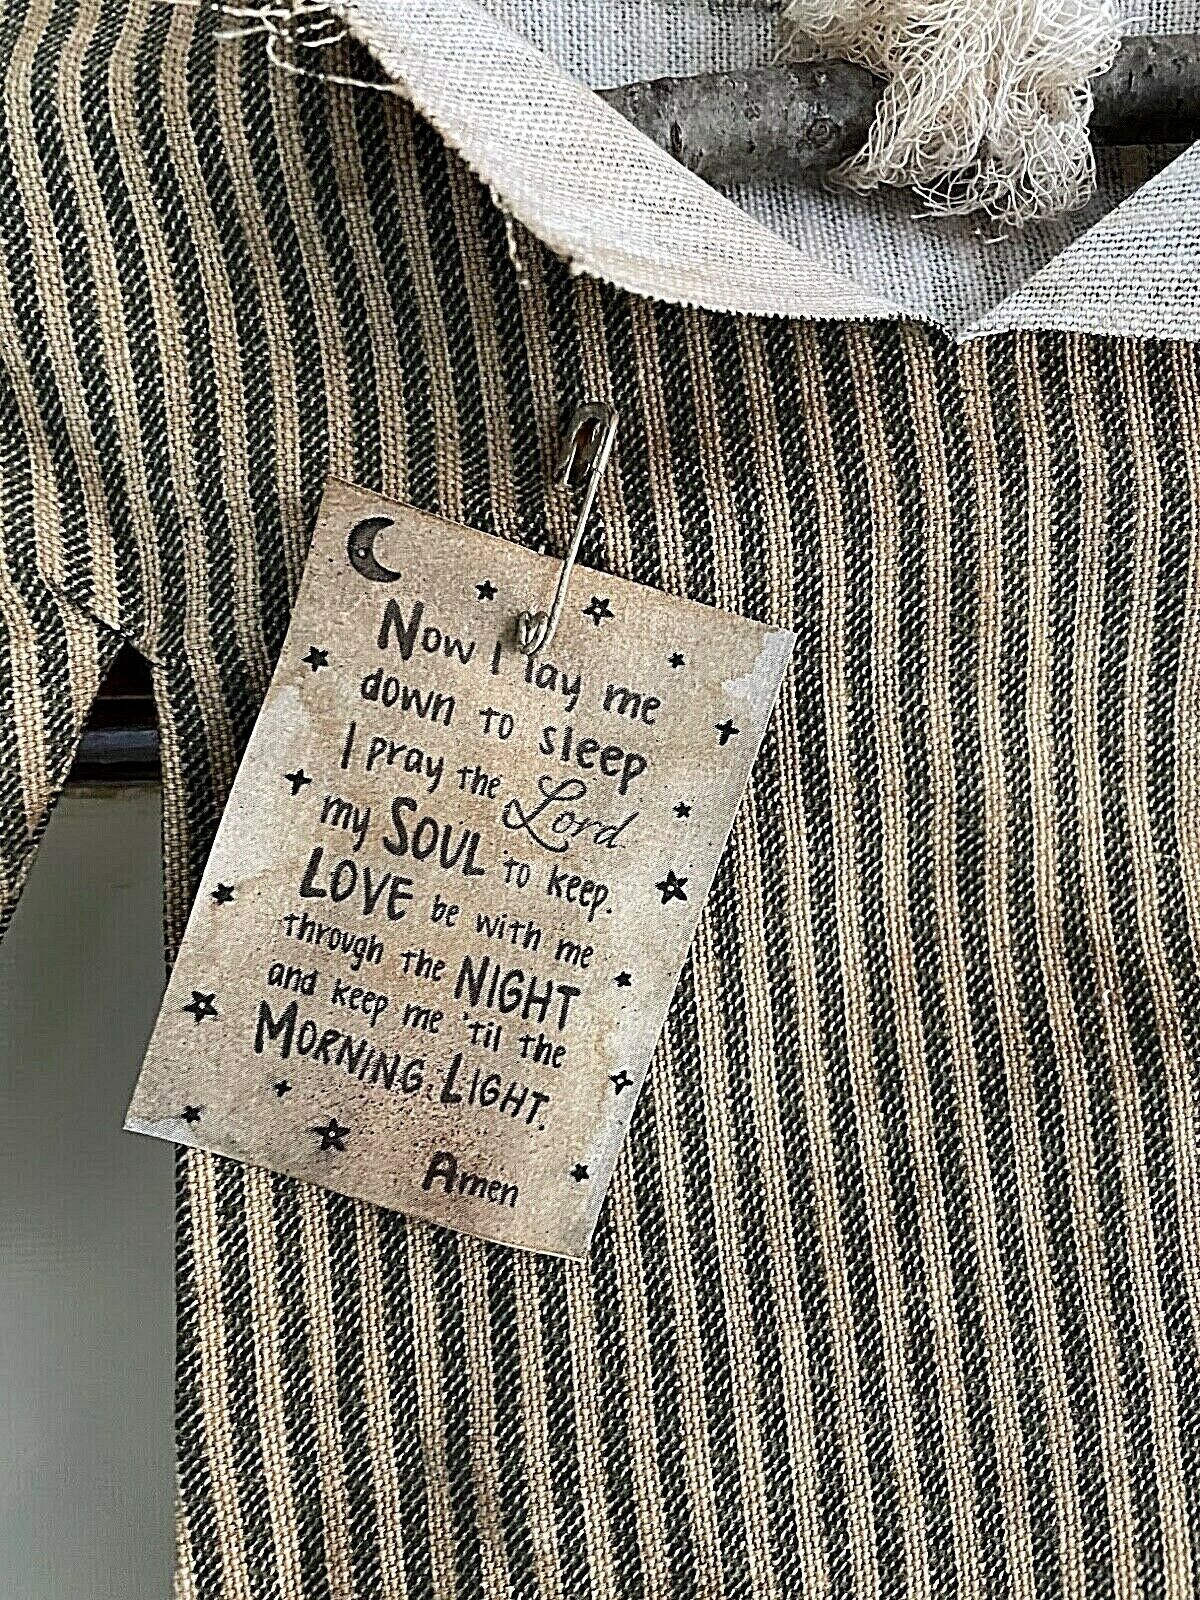 Now I lay me
down to sleep
I pray the Lord
my SOUL to keep.
LOVE be with me
through the NIGHT
and keep me 'til the
MORNING LIGHT.
Amen